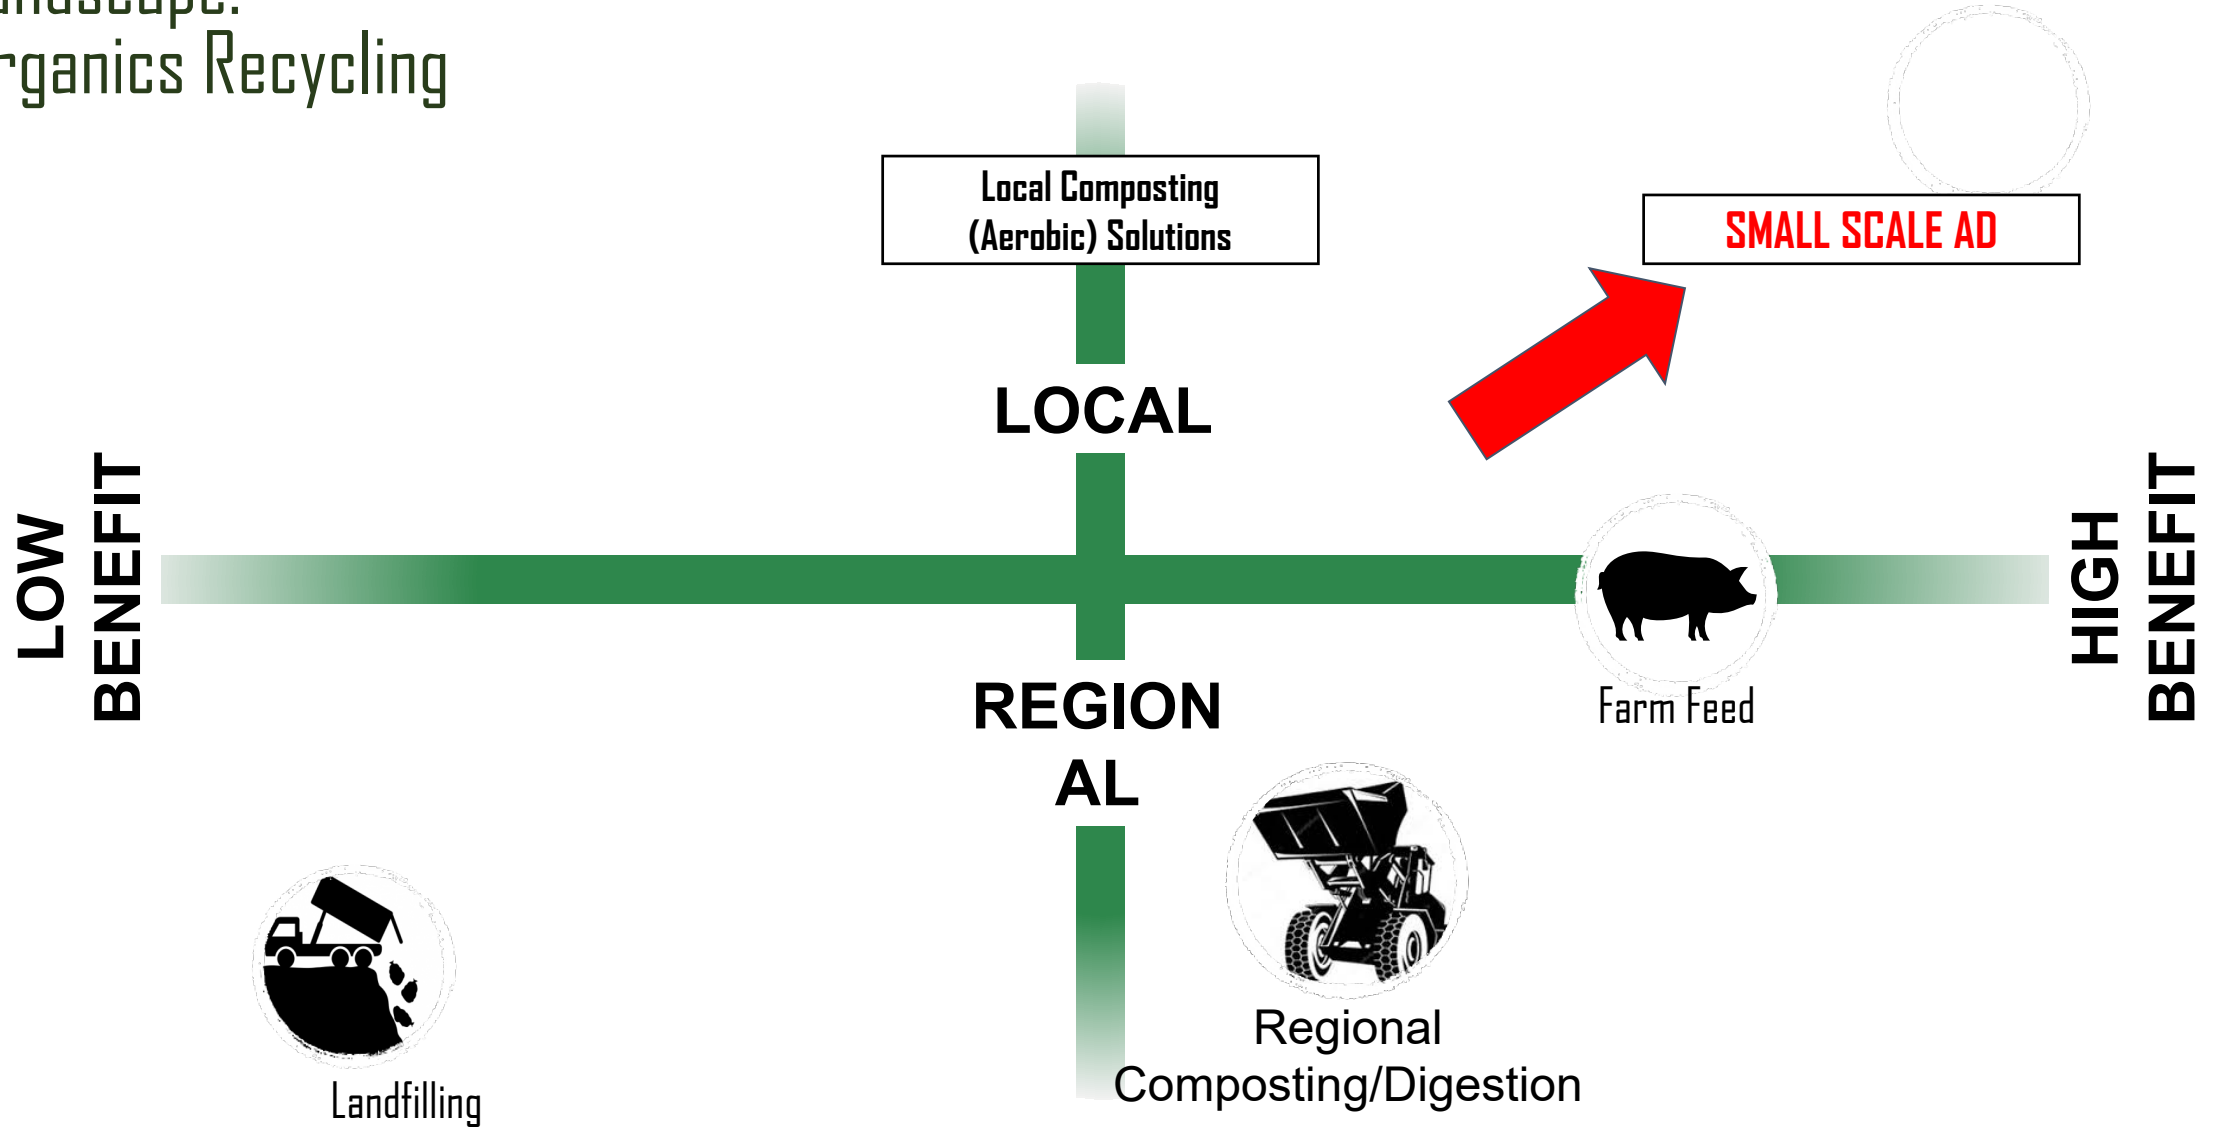 rganics Recycling
Local Composting
(Aerobic) Solutions
SMALL SCALE AD
LOCAL
LOW
BENEFIT
HIGH
BENEFIT
REGION
AL
Farm Feed
Regional
Composting/Digestion
Landfilling